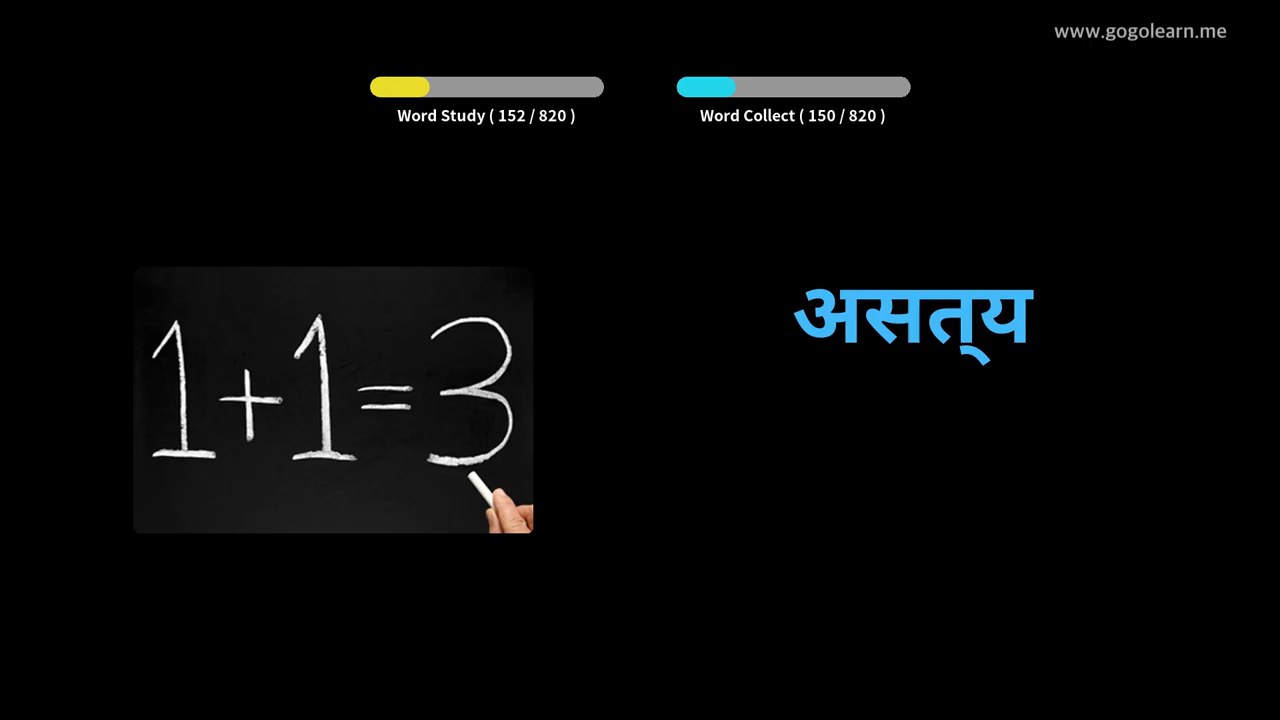 www.gogolearn.me
Word Study ( 152 / 820 )
Word Collect ( 150 / 820 )
असत्‌य
1+1=3